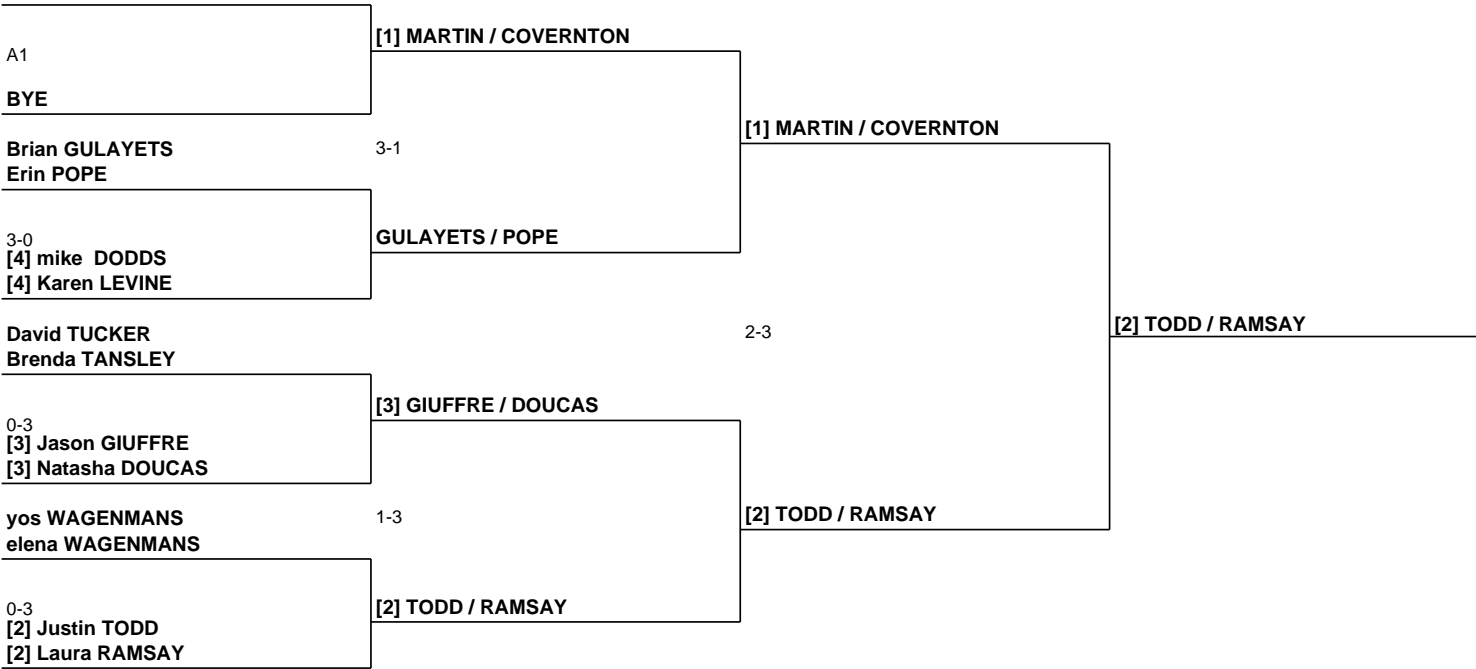 [1] MARTIN / COVERNTON
A1
BYE
[1] MARTIN / COVERNTON
Brian GULAYETS
3-1
Erin POPE
3-0
GULAYETS / POPE
[4] mike  DODDS
[4] Karen LEVINE
David TUCKER
2-3
[2] TODD / RAMSAY
Brenda TANSLEY
[3] GIUFFRE / DOUCAS
0-3
[3] Jason GIUFFRE
[3] Natasha DOUCAS
yos WAGENMANS
1-3
[2] TODD / RAMSAY
elena WAGENMANS
0-3
[2] TODD / RAMSAY
[2] Justin TODD
[2] Laura RAMSAY